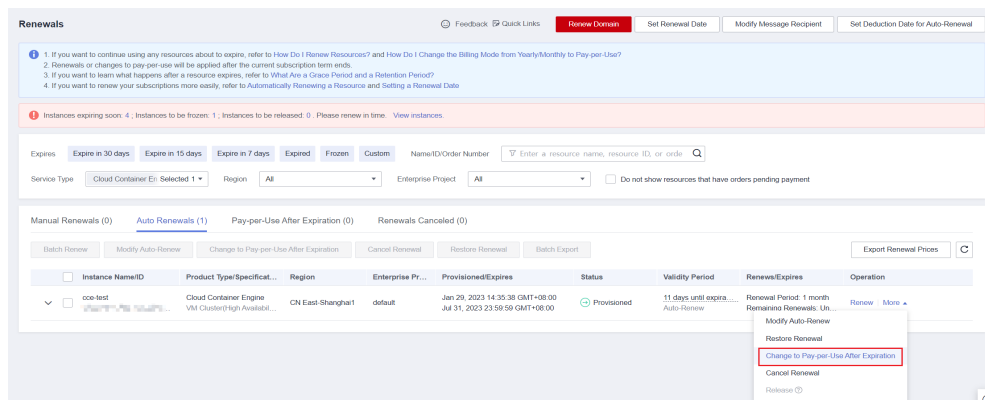 Renewals
Feedback Quick Links Renew Domain Set Renewal Date Modify Message Recipient Set Deduction Date for Auto-Renewal
1. If you want to continue using any resources about to expire, refer to How Do I Renew Resources? and How Do I Change the Billing Mode from Yearly/Monthly to Pay-per-Use?
2. Renewals or changes to pay-per-use will be applied after the current subscription term ends.
3. If you want to learn what happens after a resource expires, refer to What Are a Grace Period and a Retention Period?
4. If you want to renew your subscriptions more easily, refer to Automatically Renewing a Resource and Setting a Renewal Date
Instances expiring soon: 4 ; Instances to be frozen: 1 ; Instances to be released: 0 . Please renew in time. View instances.
Expires Expire in 30 days Expire in 15 days Expire in 7 days Expired Frozen Custom Name/ID/Order Number Enter a resource name, resource ID, or orde
Service Type Cloud Container En Selected 1 Region All Enterprise Project All Do not show resources that have orders pending payment
Manual Renewals (0) Auto Renewals (1) Pay-per-Use After Expiration (0) Renewals Canceled (0)
Batch Renew Modify Auto-Renew Change to Pay-per-Use After Expiration Cancel Renewal Restore Renewal Batch Export Export Renewal Prices
Instance Name/ID Product Type/Specificat... Region Enterprise Pr... Provisioned/Expires Status Validity Period Renews/Expires Operation
cce-test Cloud Container Engine CN East-Shanghai1 default Jan 29, 2023 14:35:38 GMT+08:00 Provisioned 11 days until expira... Renewal Period: 1 month Renew More
VM Cluster(High Availabil... Jul 31, 2023 23:59:59 GMT+08:00 Auto-Renew Remaining Renewals: Un...
Modify Auto-Renew
Restore Renewal
Change to Pay-per-Use After Expiration
Cancel Renewal
Release